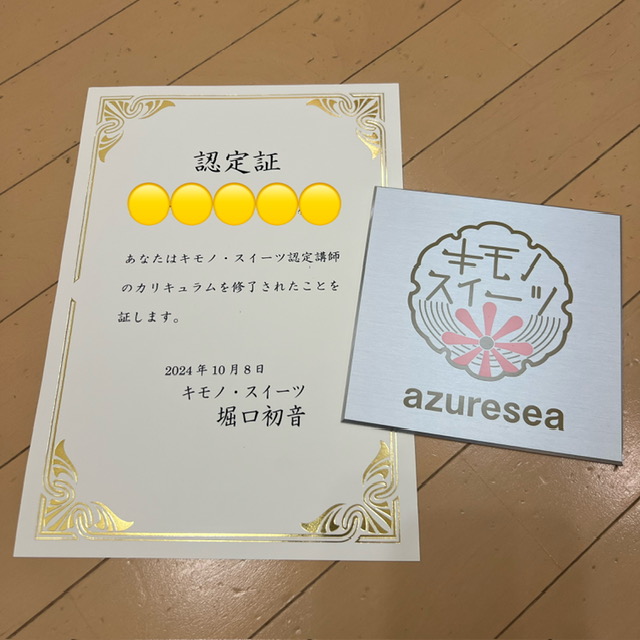 認定証
あなたはキモノ・スイーツ認定講師
のカリキュラムを修了されたことを
証します。
2024年10月8日
キモノ・スイーツ
堀口初音
キモノ
スイーツ
azuresea